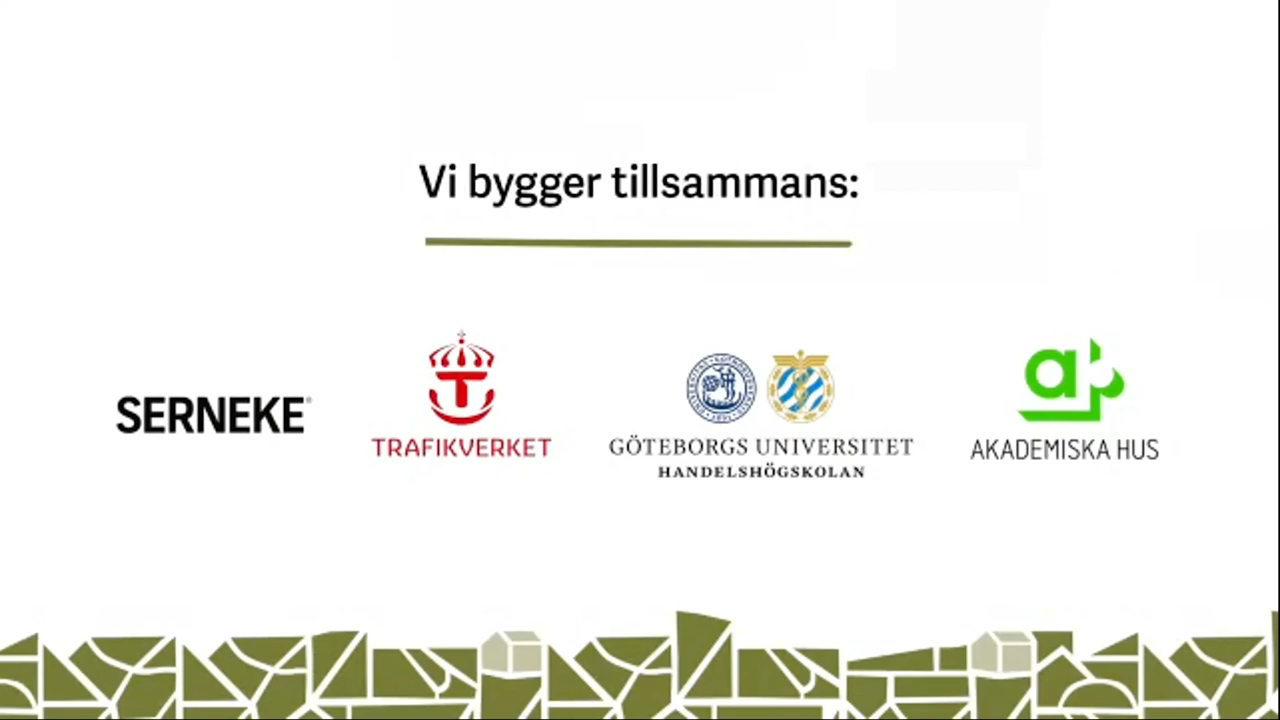 Vi bygger tillsammans:
SERNEKE®
TRAFIKVERKET
GÖTEBORGS UNIVERSITET
HANDELSHÖGSKOLAN
AKADEMISKA HUS